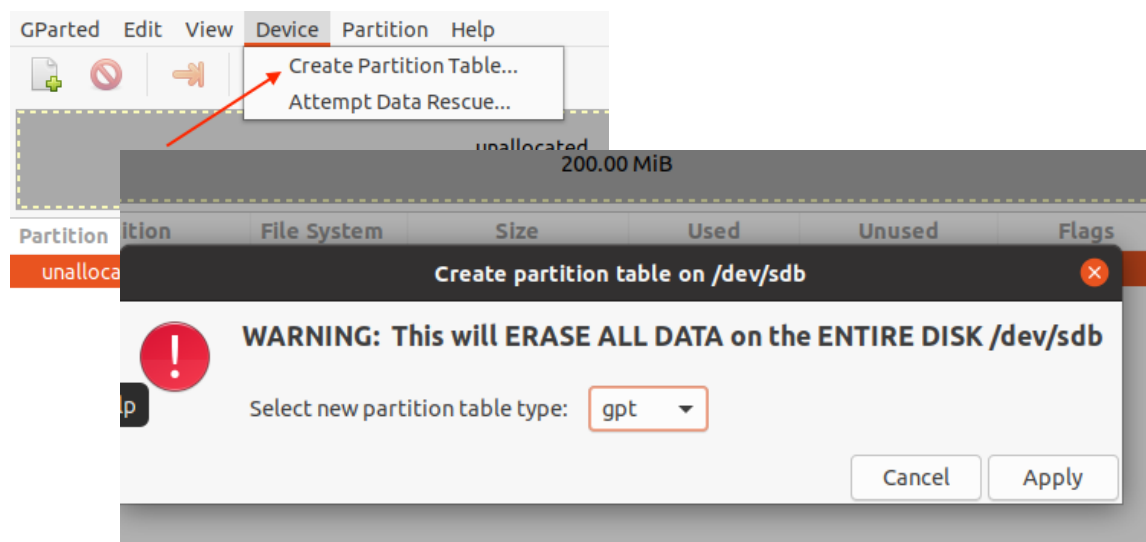 GParted Edit View Device Partition Help
Create Partition Table...
Attempt Data Rescue...
unallocated
200.00 MiB
Partition ition File System Size Used Unused Flags
unalloca
Create partition table on /dev/sdb
WARNING: This will ERASE ALL DATA on the ENTIRE DISK /dev/sdb
lp Select new partition table type: gpt
Cancel Apply